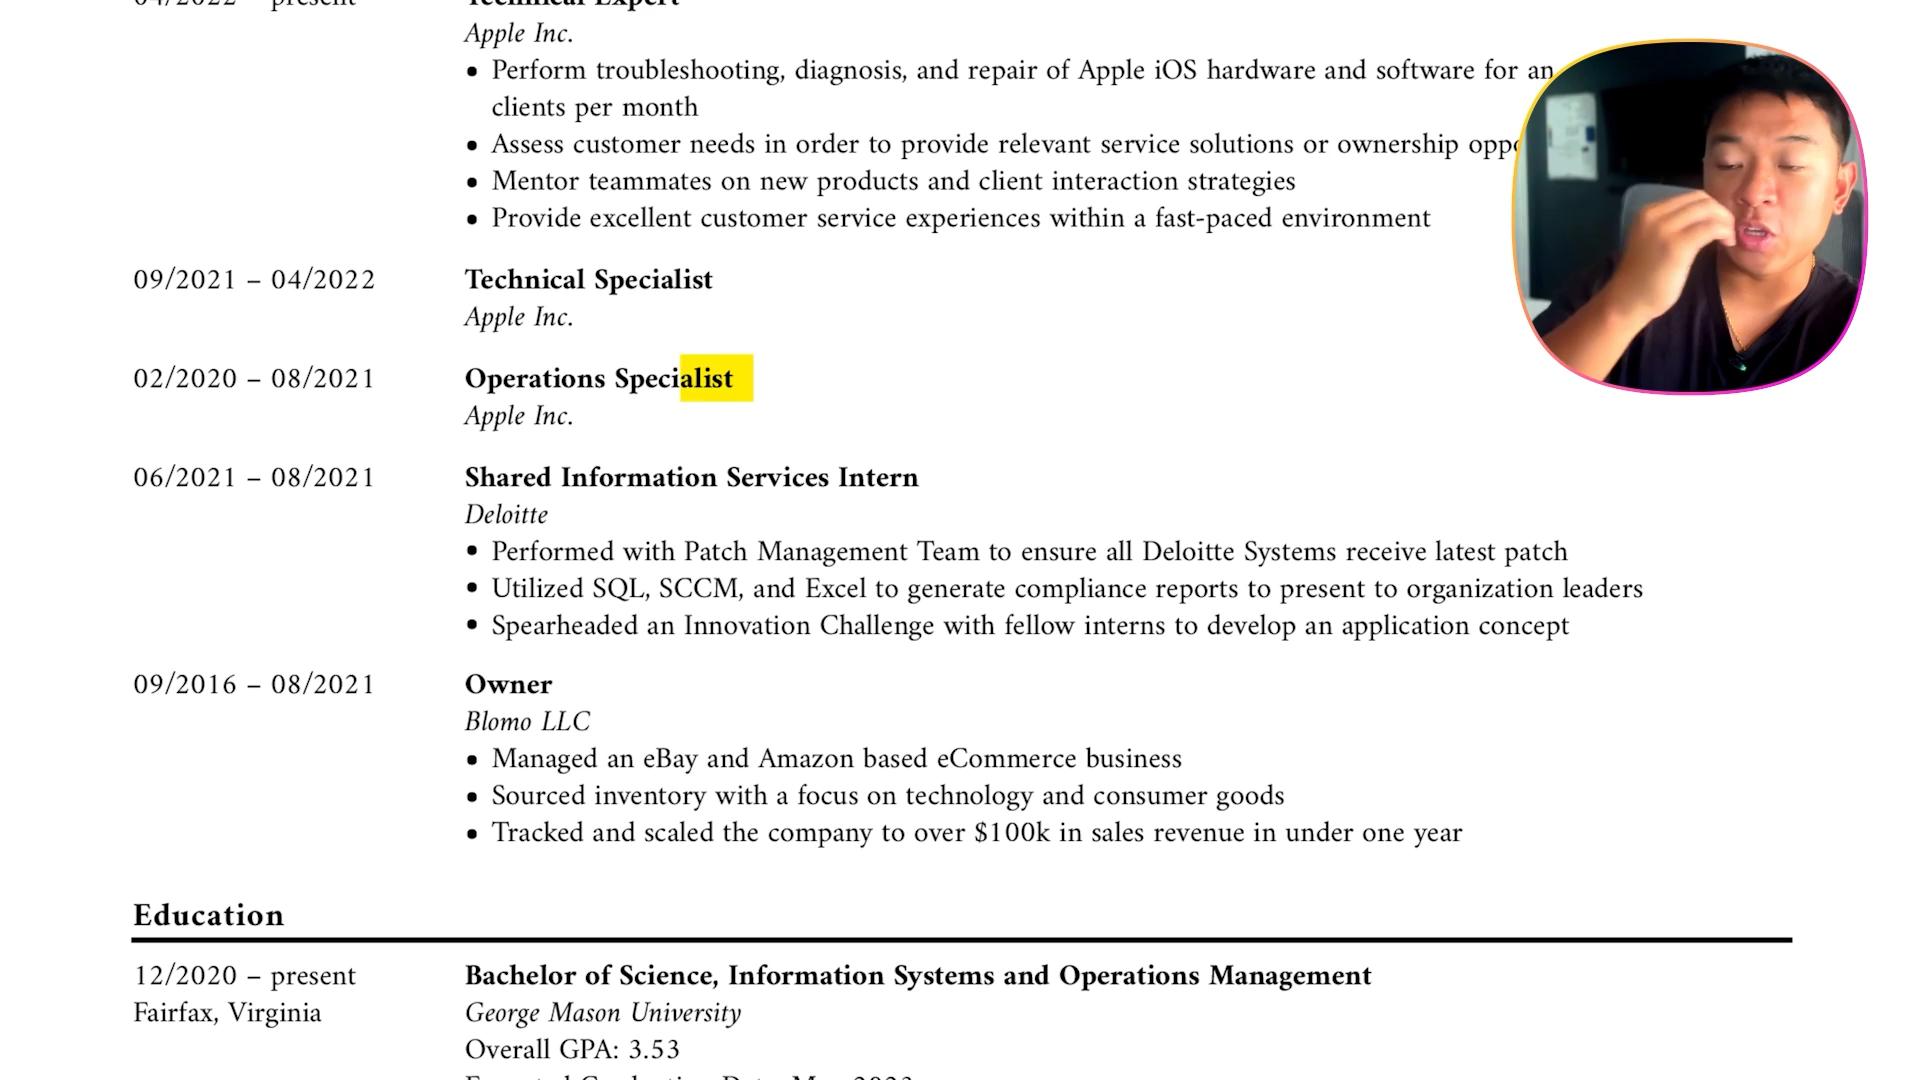 04/2022 – present Technical Expert
Apple Inc.
• Perform troubleshooting, diagnosis, and repair of Apple iOS hardware and software for an
clients per month
• Assess customer needs in order to provide relevant service solutions or ownership
• Mentor teammates on new products and client interaction strategies
• Provide excellent customer service experiences within a fast-paced environment
09/2021 – 04/2022 Technical Specialist
Apple Inc.
02/2020 – 08/2021 Operations Specialist
Apple Inc.
06/2021 – 08/2021 Shared Information Services Intern
Deloitte
• Performed with Patch Management Team to ensure all Deloitte Systems receive latest patch
• Utilized SQL, SCCM, and Excel to generate compliance reports to present to organization leaders
• Spearheaded an Innovation Challenge with fellow interns to develop an application concept
09/2016 – 08/2021 Owner
Blomo LLC
• Managed an eBay and Amazon based eCommerce business
• Sourced inventory with a focus on technology and consumer goods
• Tracked and scaled the company to over $100k in sales revenue in under one year
Education
12/2020 – present Bachelor of Science, Information Systems and Operations Management
Fairfax, Virginia George Mason University
Overall GPA: 3.53